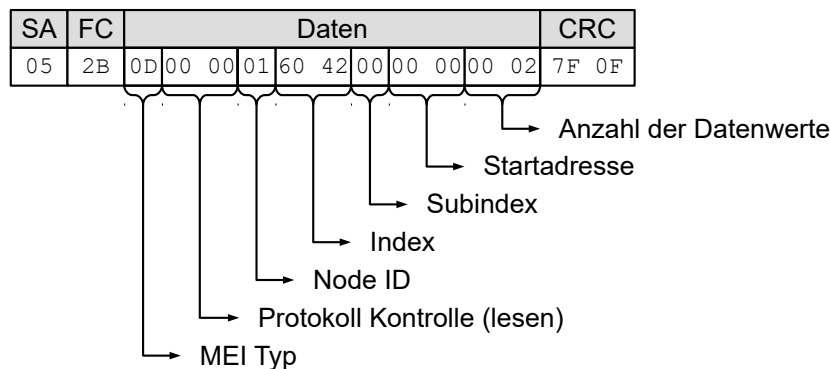 SA FC Daten CRC
05 2B 0D 00 00 01 60 42 00 00 00 00 02 7F 0F
Anzahl der Datenwerte
Startadresse
Subindex
Index
Node ID
Protokoll Kontrolle (lesen)
MEI Typ